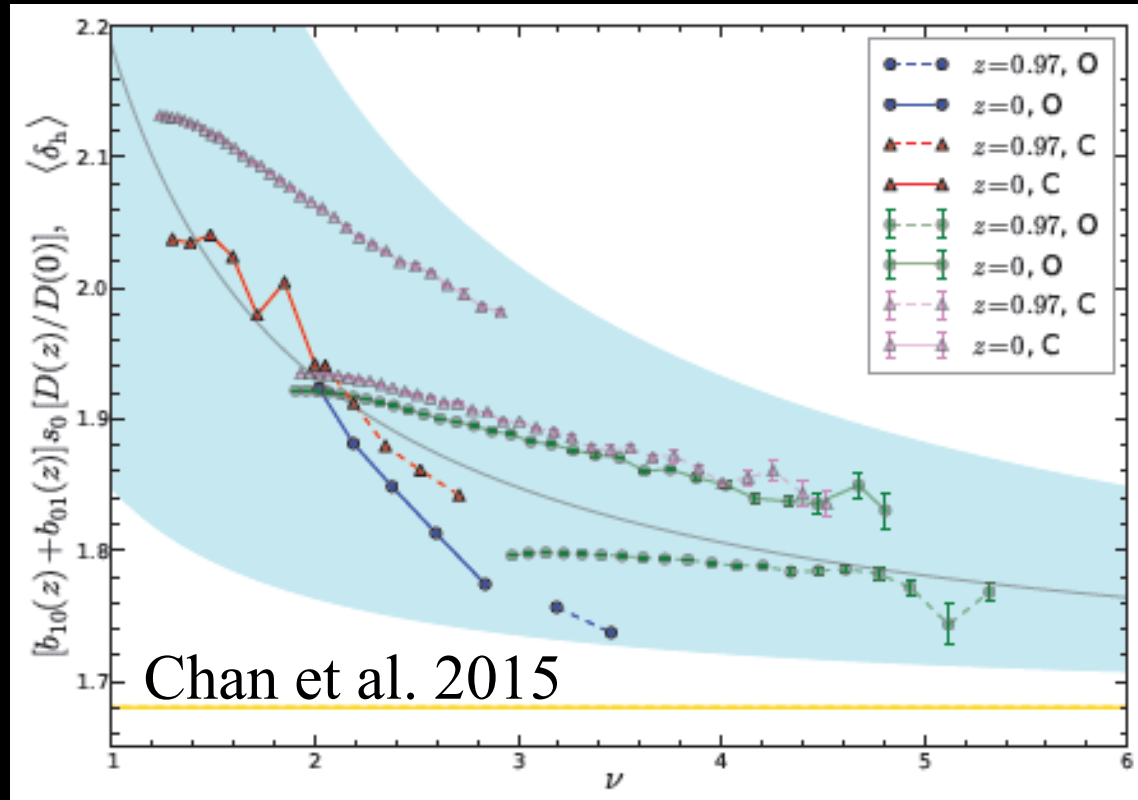 2.2
2.1
2.0
1.9
1.8
1.7
[b₁₀(z)+b₀₁(z)]s₀[D(z)/D(0)], ⟨δₕ⟩
z=0.97, O
z=0, O
z=0.97, C
z=0, C
z=0.97, O
z=0, O
z=0.97, C
z=0, C
Chan et al. 2015
1 2 3 4 5 6
ν